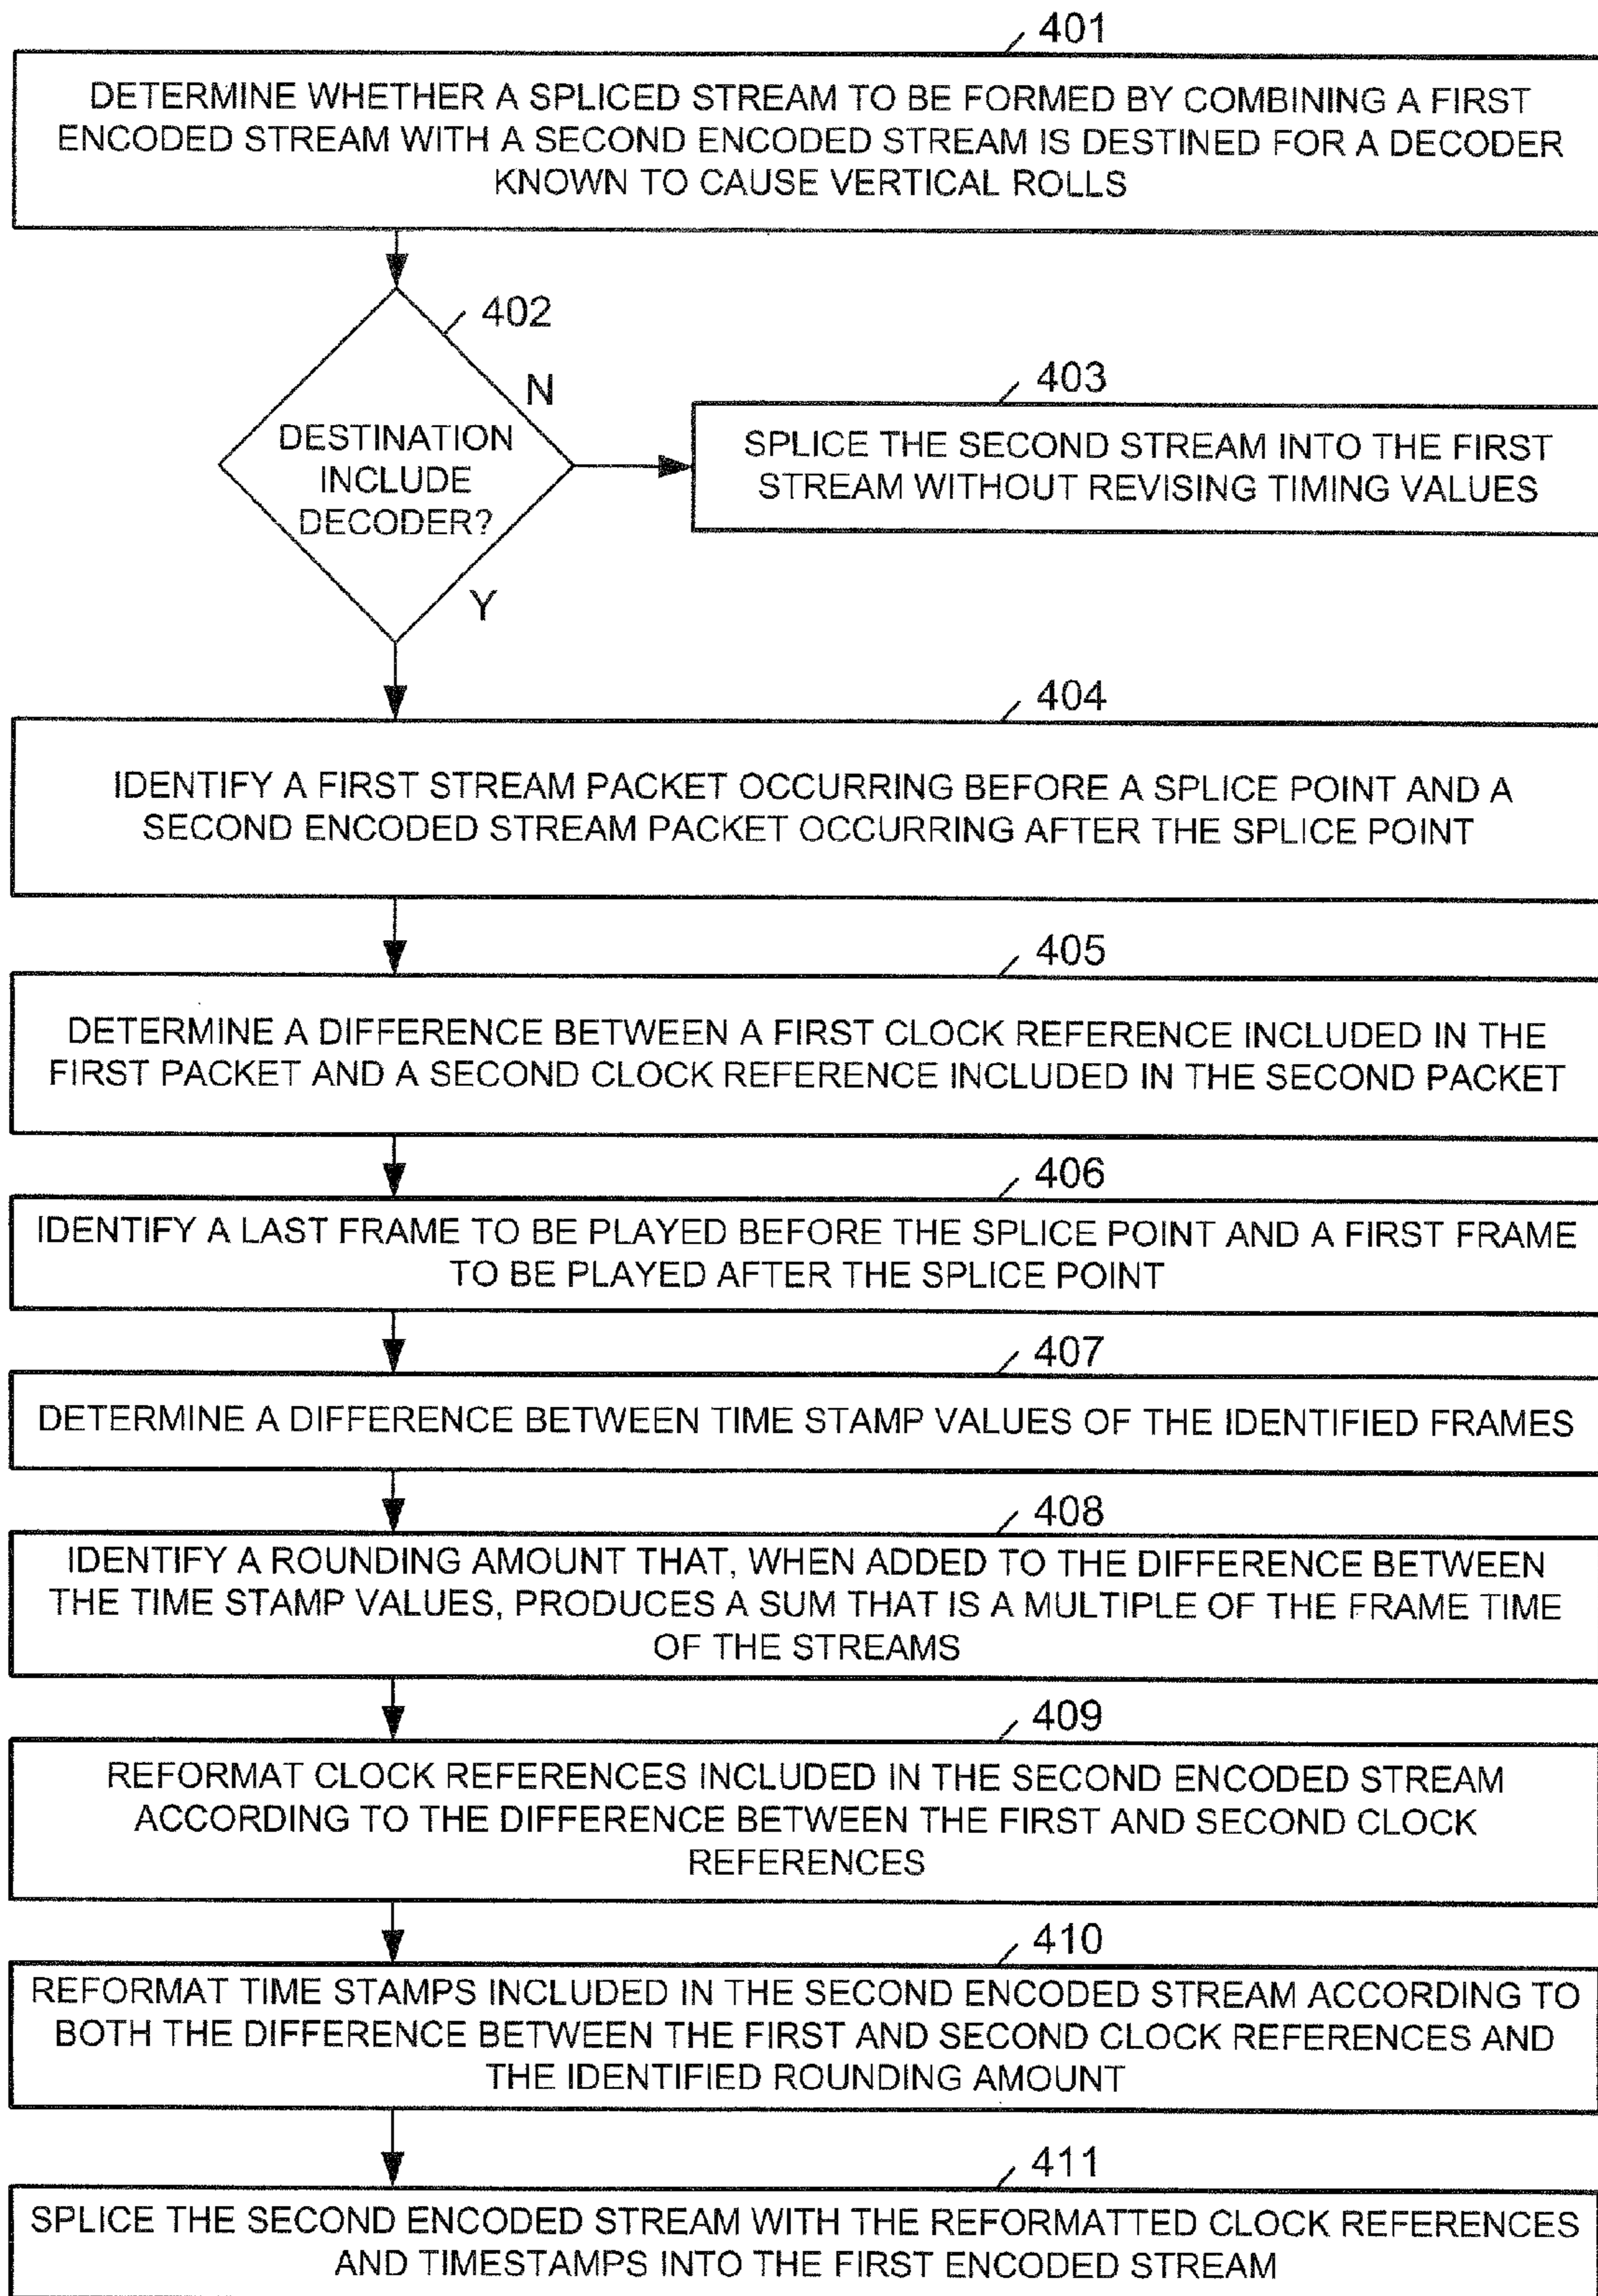 401
DETERMINE WHETHER A SPLICED STREAM TO BE FORMED BY COMBINING A FIRST
ENCODED STREAM WITH A SECOND ENCODED STREAM IS DESTINED FOR A DECODER
KNOWN TO CAUSE VERTICAL ROLLS
402
N
403
DESTINATION
INCLUDE
DECODER?
SPLICE THE SECOND STREAM INTO THE FIRST
STREAM WITHOUT REVISING TIMING VALUES
Y
404
IDENTIFY A FIRST STREAM PACKET OCCURRING BEFORE A SPLICE POINT AND A
SECOND ENCODED STREAM PACKET OCCURRING AFTER THE SPLICE POINT
405
DETERMINE A DIFFERENCE BETWEEN A FIRST CLOCK REFERENCE INCLUDED IN THE
FIRST PACKET AND A SECOND CLOCK REFERENCE INCLUDED IN THE SECOND PACKET
406
IDENTIFY A LAST FRAME TO BE PLAYED BEFORE THE SPLICE POINT AND A FIRST FRAME
TO BE PLAYED AFTER THE SPLICE POINT
407
DETERMINE A DIFFERENCE BETWEEN TIME STAMP VALUES OF THE IDENTIFIED FRAMES
408
IDENTIFY A ROUNDING AMOUNT THAT, WHEN ADDED TO THE DIFFERENCE BETWEEN
THE TIME STAMP VALUES, PRODUCES A SUM THAT IS A MULTIPLE OF THE FRAME TIME
OF THE STREAMS
409
REFORMAT CLOCK REFERENCES INCLUDED IN THE SECOND ENCODED STREAM
ACCORDING TO THE DIFFERENCE BETWEEN THE FIRST AND SECOND CLOCK
REFERENCES
410
REFORMAT TIME STAMPS INCLUDED IN THE SECOND ENCODED STREAM ACCORDING TO
BOTH THE DIFFERENCE BETWEEN THE FIRST AND SECOND CLOCK REFERENCES AND
THE IDENTIFIED ROUNDING AMOUNT
411
SPLICE THE SECOND ENCODED STREAM WITH THE REFORMATTED CLOCK REFERENCES
AND TIMESTAMPS INTO THE FIRST ENCODED STREAM